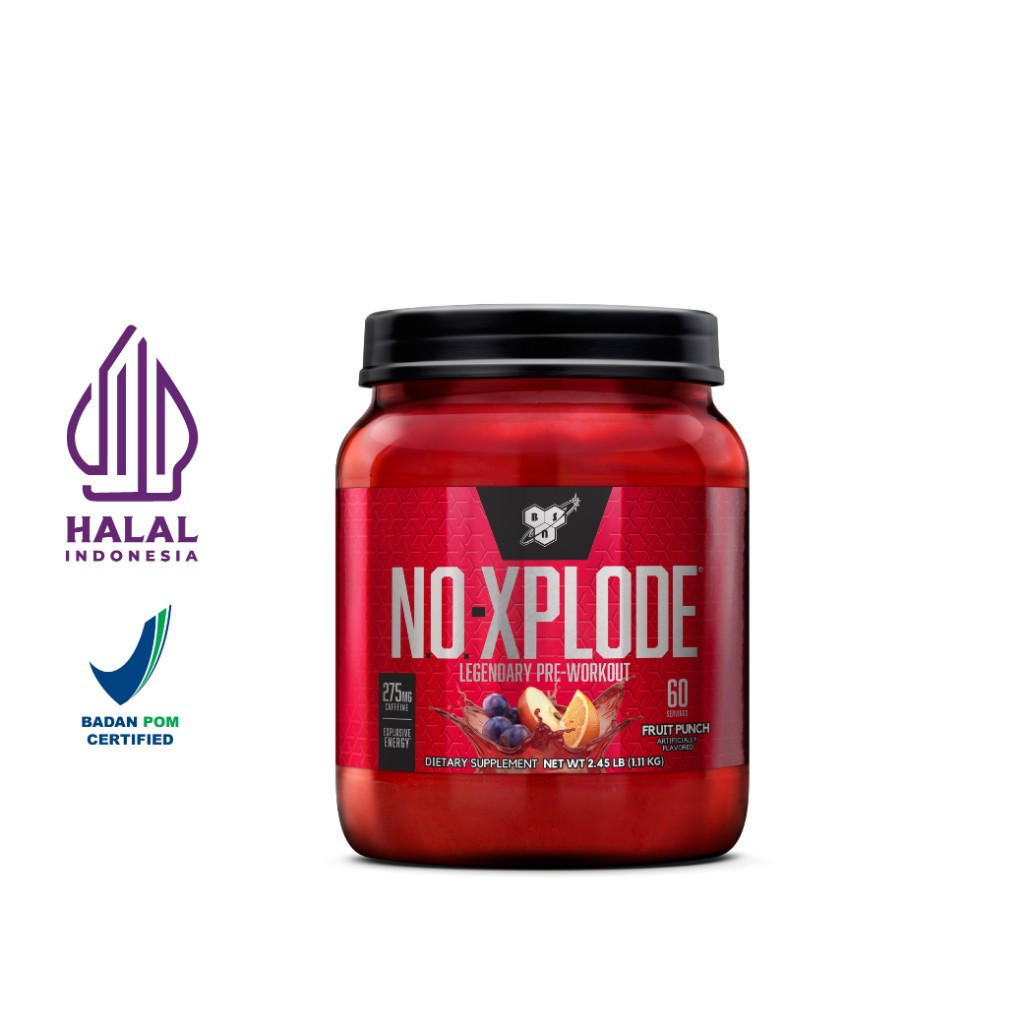 HALAL
INDONESIA
BADAN POM
CERTIFIED
BSN
N.O.-XPLODE®
LEGENDARY PRE-WORKOUT
275MG
CAFFEINE
EXPLOSIVE
ENERGY
60
SERVINGS
FRUIT PUNCH
ARTIFICIALLY
FLAVORED
DIETARY SUPPLEMENT NET WT 2.45 LB (1.11 KG)